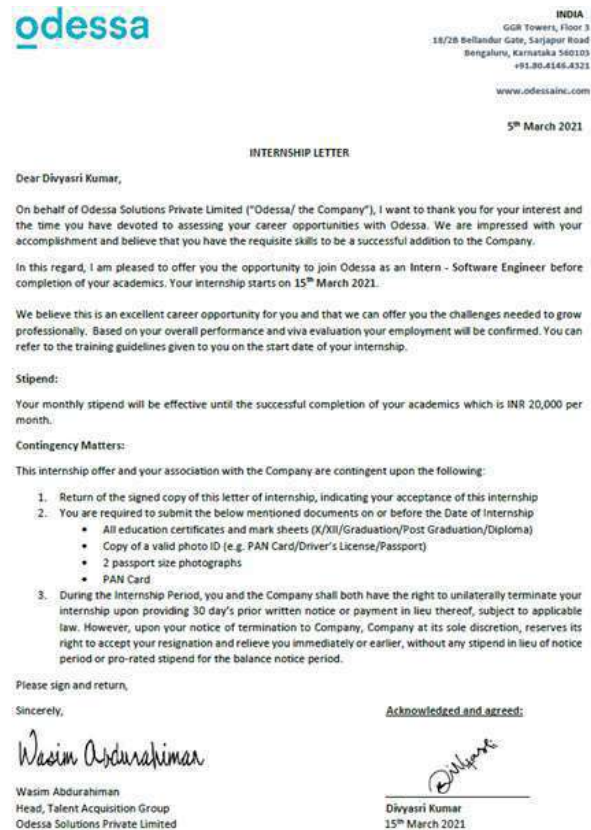 odessa
INDIA
GGR Towers, Floor 3
18/2B Bellandur Gate, Sarjapur Road
Bengaluru, Karnataka 560103
+91.80.4146.4321
www.odessainc.com
5th March 2021
INTERNSHIP LETTER
Dear Divyasri Kumar,
On behalf of Odessa Solutions Private Limited ("Odessa/ the Company"), I want to thank you for your interest and
the time you have devoted to assessing your career opportunities with Odessa. We are impressed with your
accomplishment and believe that you have the requisite skills to be a successful addition to the Company.
In this regard, I am pleased to offer you the opportunity to join Odessa as an Intern - Software Engineer before
completion of your academics. Your internship starts on 15th March 2021.
We believe this is an excellent career opportunity for you and that we can offer you the challenges needed to grow
professionally. Based on your overall performance and viva evaluation your employment will be confirmed. You can
refer to the training guidelines given to you on the start date of your internship.
Stipend:
Your monthly stipend will be effective until the successful completion of your academics which is INR 20,000 per
month.
Contingency Matters:
This internship offer and your association with the Company are contingent upon the following:
1. Return of the signed copy of this letter of internship, indicating your acceptance of this internship
2. You are required to submit the below mentioned documents on or before the Date of Internship
• All education certificates and mark sheets (X/XII/Graduation/Post Graduation/Diploma)
• Copy of a valid photo ID (e.g. PAN Card/Driver's License/Passport)
• 2 passport size photographs
• PAN Card
3. During the Internship Period, you and the Company shall both have the right to unilaterally terminate your
internship upon providing 30 day's prior written notice or payment in lieu thereof, subject to applicable
law. However, upon your notice of termination to Company, Company at its sole discretion, reserves its
right to accept your resignation and relieve you immediately or earlier, without any stipend in lieu of notice
period or pro-rated stipend for the balance notice period.
Please sign and return,
Sincerely,
Acknowledged and agreed:
Wasim Abdurahiman
Divyasri
Wasim Abdurahiman
Head, Talent Acquisition Group
Odessa Solutions Private Limited
Divyasri Kumar
15th March 2021